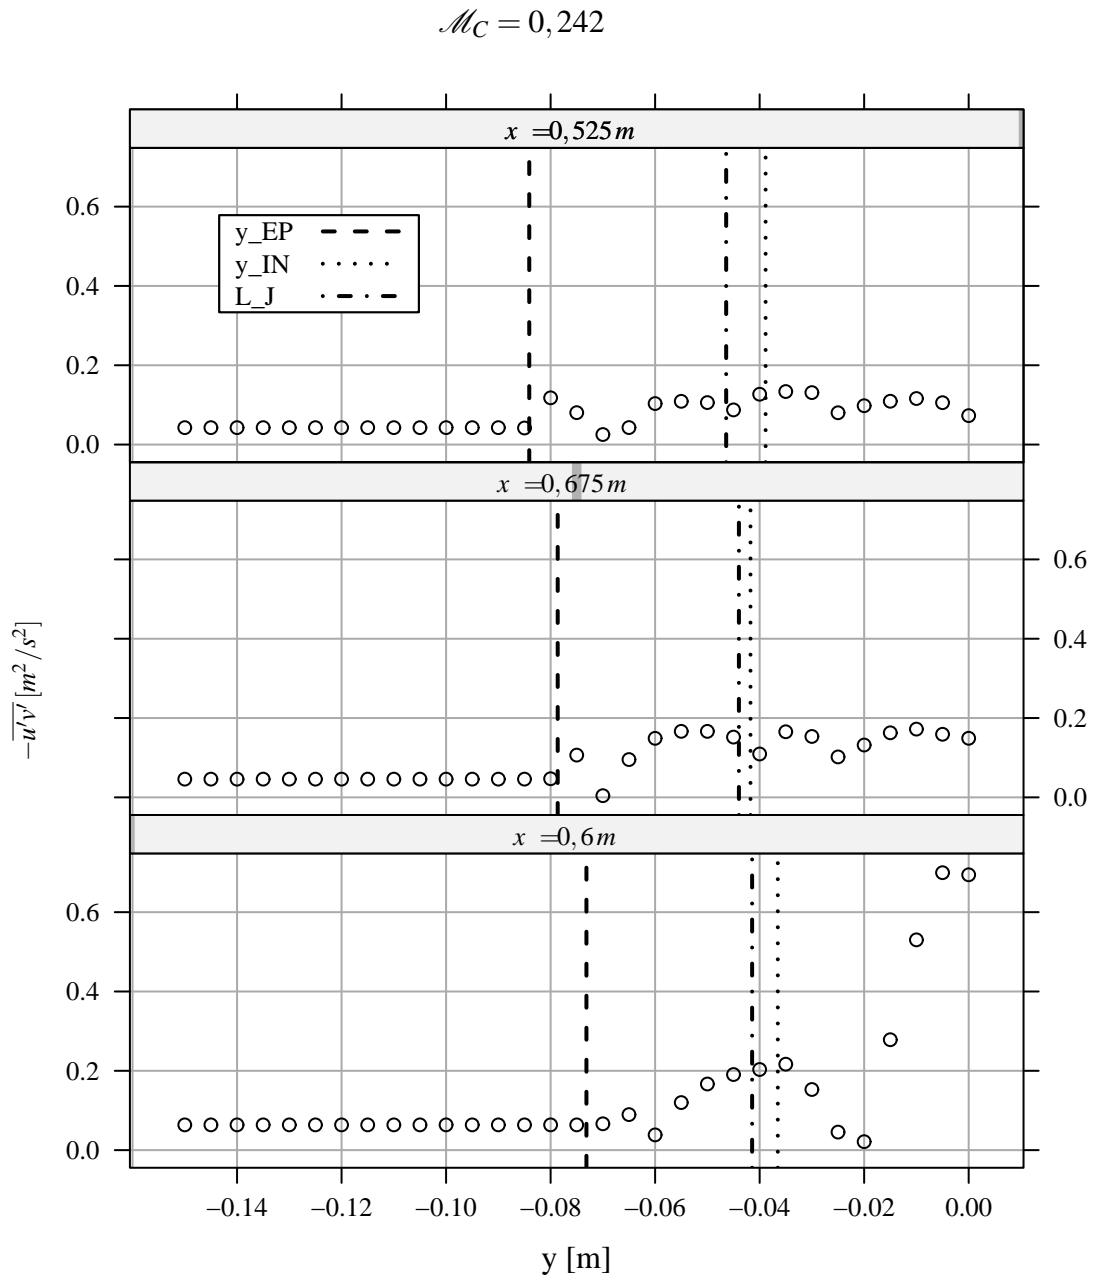 ℳ_C = 0, 242
x =0, 525 m
0.6
0.4
0.2
0.0
y_EP
y_IN
L_J
x =0, 675 m
0.6
0.4
0.2
0.0
−u′v′ [m²/s²]
x =0, 6 m
0.6
0.4
0.2
0.0
−0.14 −0.12 −0.10 −0.08 −0.06 −0.04 −0.02 0.00
y [m]